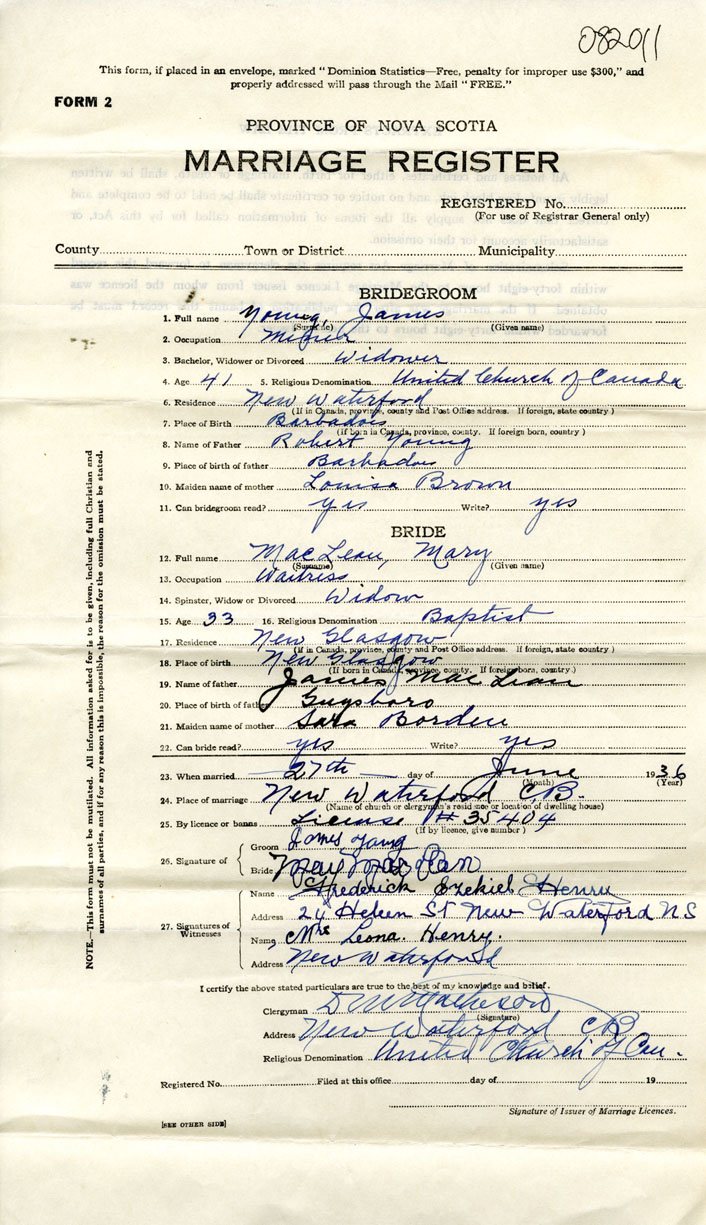 082011
This form, if placed in an envelope, marked "Dominion Statistics—Free, penalty for improper use $300," and
properly addressed will pass through the Mail "FREE."
FORM 2
PROVINCE OF NOVA SCOTIA
MARRIAGE REGISTER
REGISTERED No.
(For use of Registrar General only)
County Town or District Municipality
BRIDEGROOM
1. Full name Young, James
(Surname) (Given name)
2. Occupation Miner
3. Bachelor, Widower or Divorced Widower
4. Age 41 5. Religious Denomination United Church of Canada
6. Residence New Waterford
(If in Canada, province, county and Post Office address. If foreign, state country)
7. Place of Birth Barbados
(If born in Canada, province, county. If foreign born, country)
8. Name of Father Robert Young
9. Place of birth of father Barbados
10. Maiden name of mother Louisa Brown
11. Can bridegroom read? yes Write? yes
BRIDE
12. Full name MacLean, Mary
(Surname) (Given name)
13. Occupation Waitress
14. Spinster, Widow or Divorced Widow
15. Age 33 16. Religious Denomination Baptist
17. Residence New Glasgow
(If in Canada, province, county and Post Office address. If foreign, state country)
18. Place of birth New Glasgow
(If born in Canada, province, county. If foreign born, country.)
19. Name of father James MacLean
20. Place of birth of father Guysboro
21. Maiden name of mother Sara Borden
22. Can bride read? yes Write? yes
23. When married 27th day of June 1936
(Month) (Year)
24. Place of marriage New Waterford C.B.
(Name of church or clergyman's residence or location of dwelling house)
25. By licence or banns License # 35404
(If by licence, give number)
26. Signature of
Groom James Young
Bride
27. Signatures of Witnesses
Name Frederick Ezekiel Henry
Address 24 Heleen St New Waterford N S
Name Mrs Leona. Henry.
Address New Waterford
I certify the above stated particulars are true to the best of my knowledge and belief.
Clergyman
(Signature)
Address New Waterford C B
Religious Denomination United Church of Can.
Registered No. Filed at this office day of 19
Signature of Issuer of Marriage Licences.
[SEE OTHER SIDE]
NOTE.—This form must not be mutilated. All information asked for is to be given, including full Christian and
surnames of all parties, and if for any reason this is impossible, the reason for the omission must be stated.